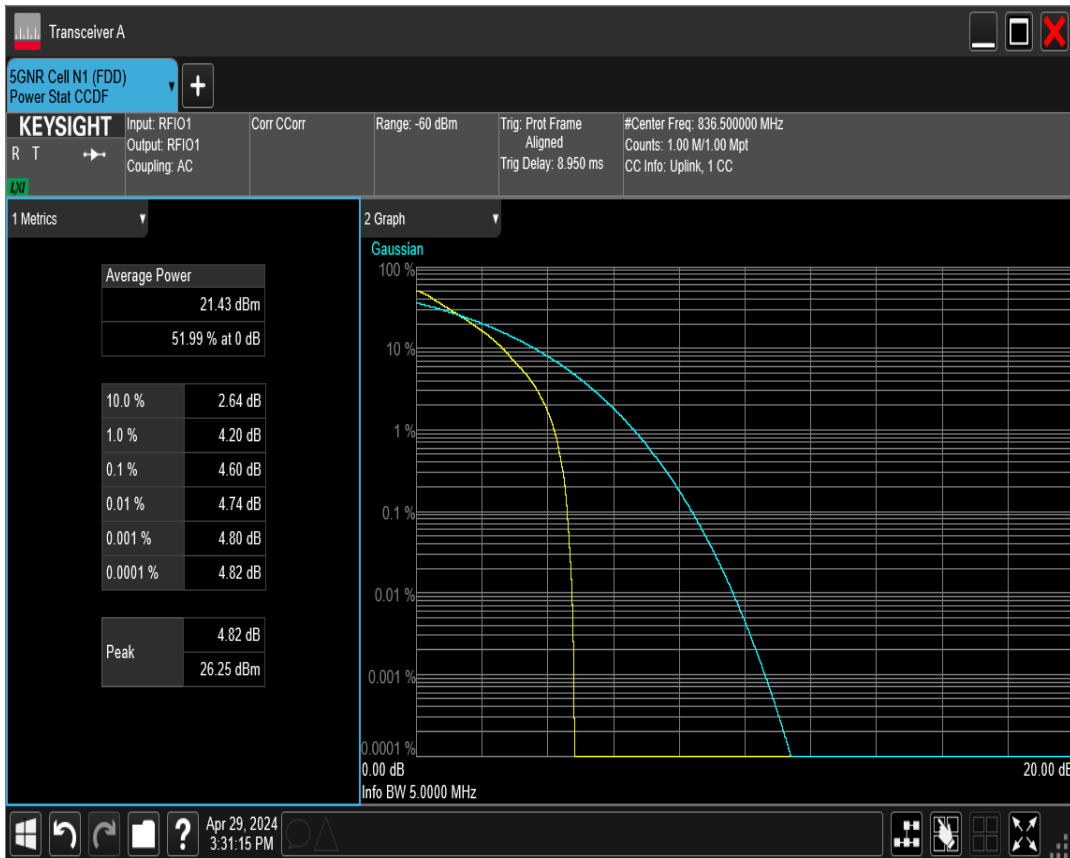 Transceiver A
5GNR Cell N1 (FDD)
Power Stat CCDF
+
KEYSIGHT
R T
LXI
Input: RFIO1
Output: RFIO1
Coupling: AC
Corr CCorr
Range: -60 dBm
Trig: Prot Frame
Aligned
Trig Delay: 8.950 ms
#Center Freq: 836.500000 MHz
Counts: 1.00 M/1.00 Mpt
CC Info: Uplink, 1 CC
1 Metrics
Average Power
21.43 dBm
51.99 % at 0 dB
10.0 % 2.64 dB
1.0 % 4.20 dB
0.1 % 4.60 dB
0.01 % 4.74 dB
0.001 % 4.80 dB
0.0001 % 4.82 dB
Peak
4.82 dB
26.25 dBm
2 Graph
Gaussian
100 %
10 %
1 %
0.1 %
0.01 %
0.001 %
0.0001 %
0.00 dB 20.00 dB
Info BW 5.0000 MHz
?
Apr 29, 2024
3:31:15 PM